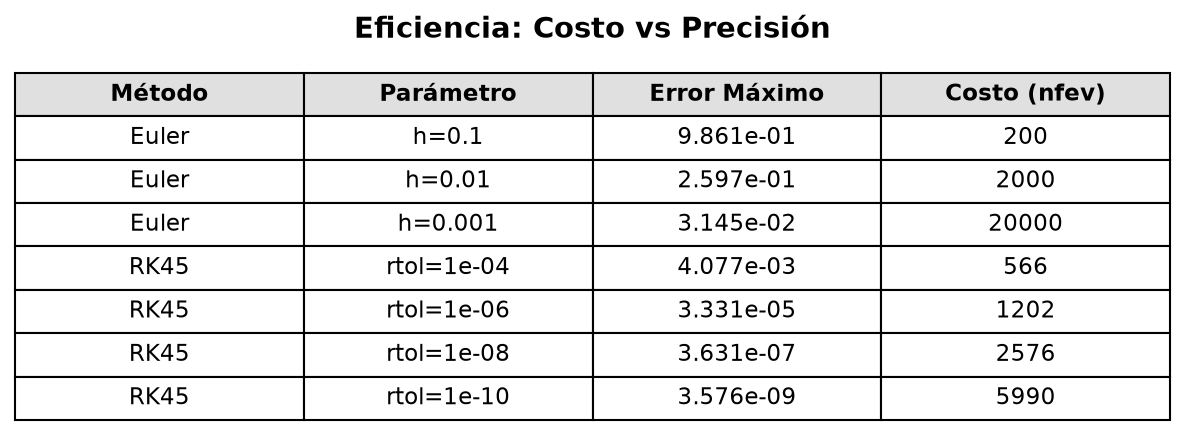 Eficiencia: Costo vs Precisión
Método Parámetro Error Máximo Costo (nfev)
Euler h=0.1 9.861e-01 200
Euler h=0.01 2.597e-01 2000
Euler h=0.001 3.145e-02 20000
RK45 rtol=1e-04 4.077e-03 566
RK45 rtol=1e-06 3.331e-05 1202
RK45 rtol=1e-08 3.631e-07 2576
RK45 rtol=1e-10 3.576e-09 5990